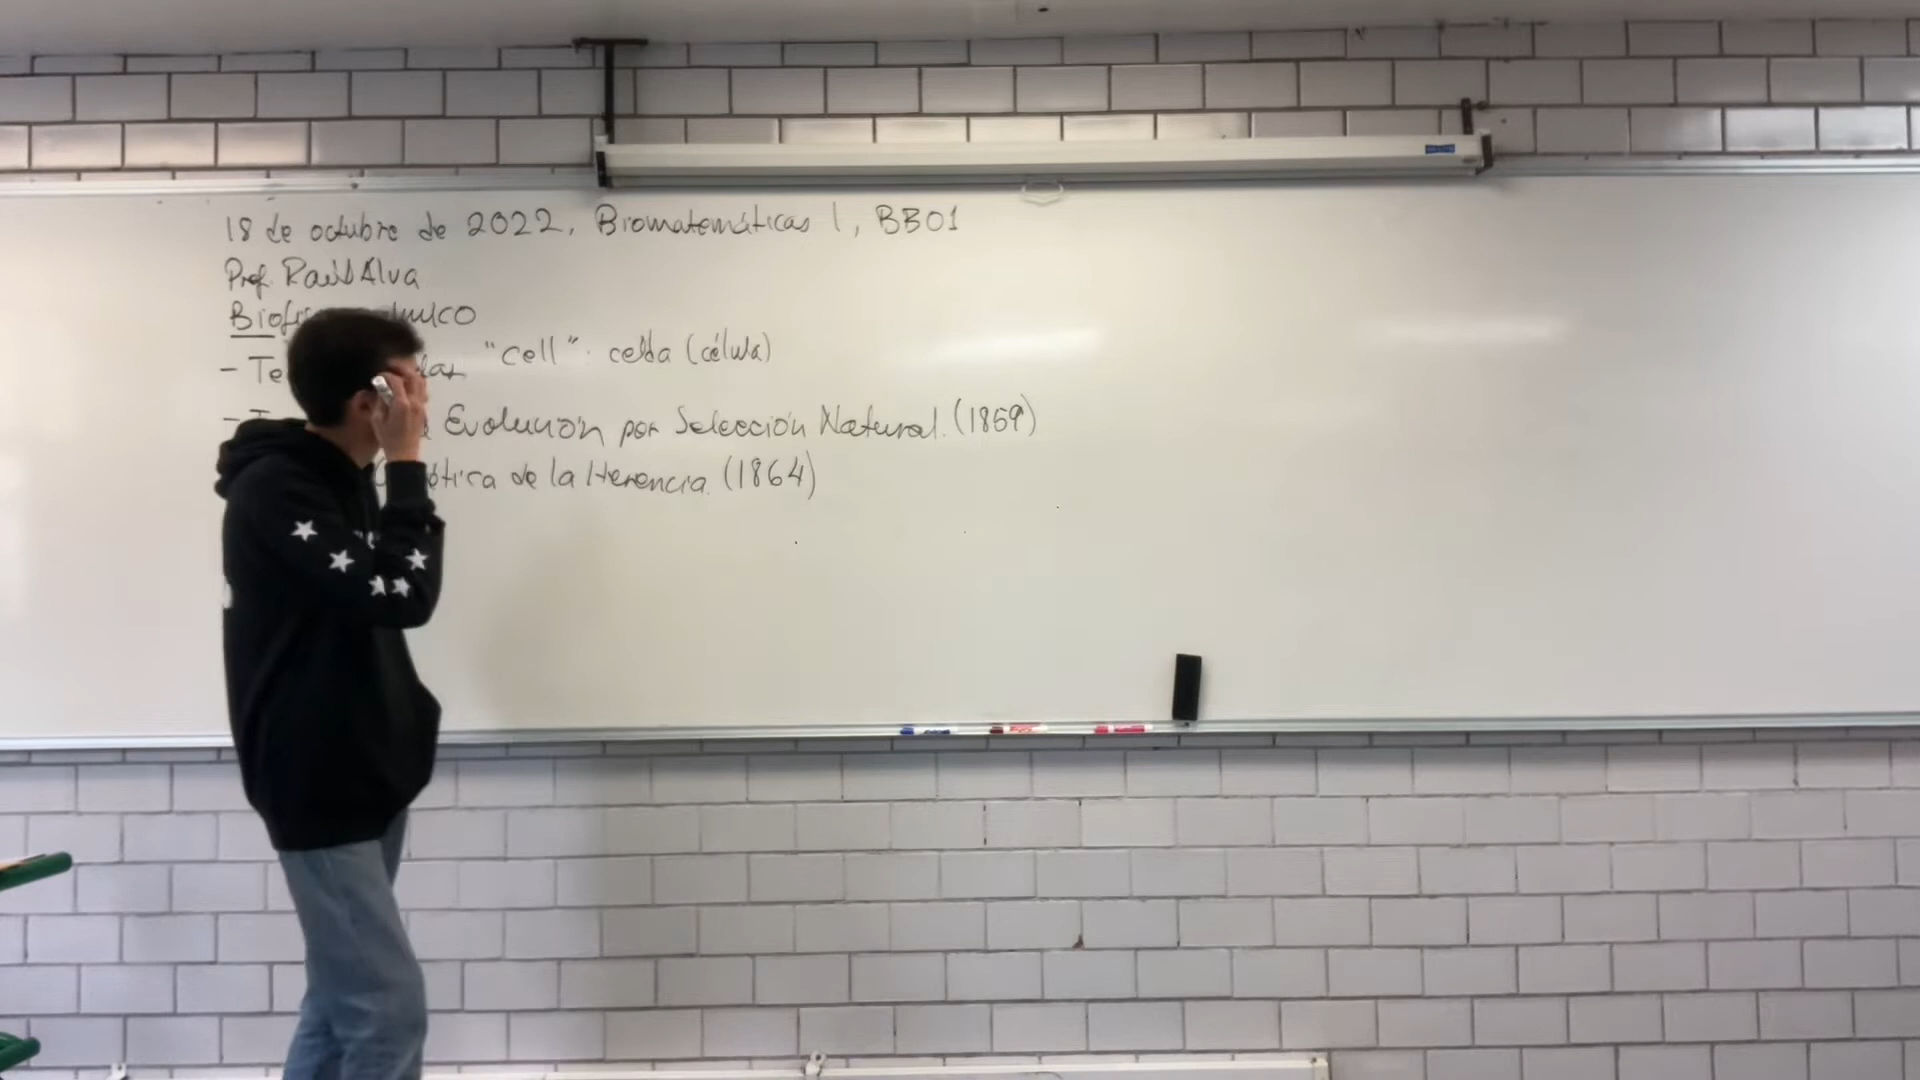 18 de octubre de 2022, Biomatemáticas 1, BB01
Prof. Raúl Alva
"cell": celda (célula)
Evolución por Selección Natural. (1859)
de la Herencia. (1864)